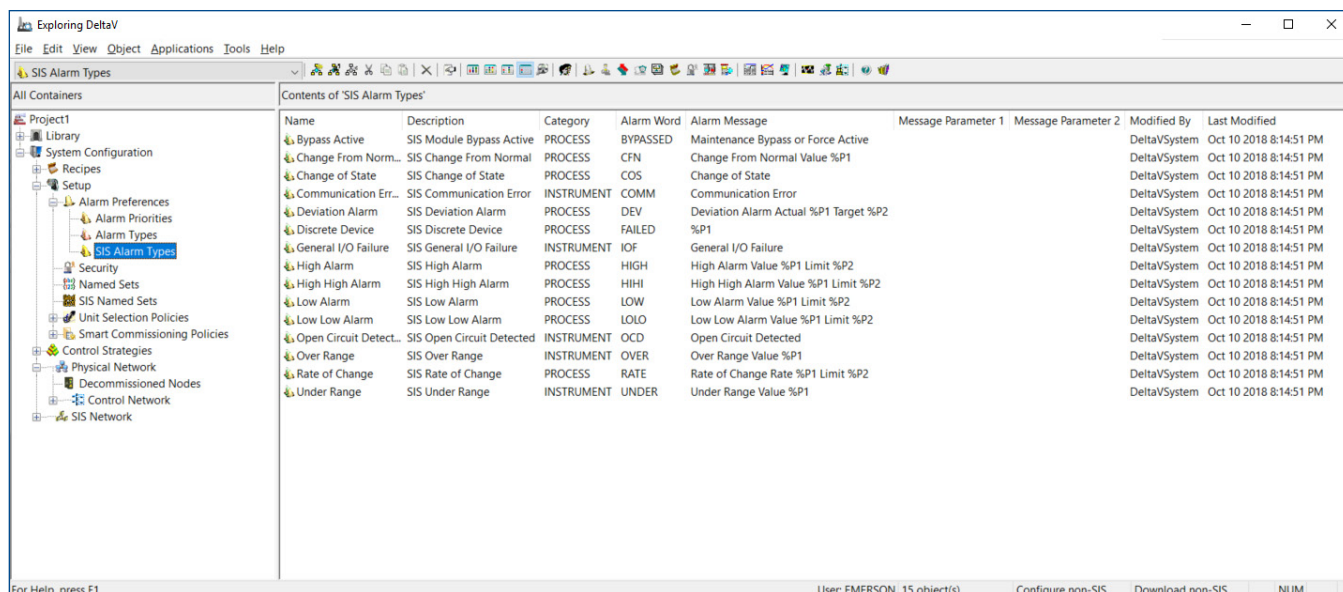 Exploring DeltaV
File Edit View Object Applications Tools Help
SIS Alarm Types
All Containers
Contents of 'SIS Alarm Types'
Project1
Library
System Configuration
Recipes
Setup
Alarm Preferences
Alarm Priorities
Alarm Types
SIS Alarm Types
Security
Named Sets
SIS Named Sets
Unit Selection Policies
Smart Commissioning Policies
Control Strategies
Physical Network
Decommissioned Nodes
Control Network
SIS Network
Name Description Category Alarm Word Alarm Message Message Parameter 1 Message Parameter 2 Modified By Last Modified
Bypass Active SIS Module Bypass Active PROCESS BYPASSED Maintenance Bypass or Force Active DeltaVSystem Oct 10 2018 8:14:51 PM
Change From Norm... SIS Change From Normal PROCESS CFN Change From Normal Value %P1 DeltaVSystem Oct 10 2018 8:14:51 PM
Change of State SIS Change of State PROCESS COS Change of State DeltaVSystem Oct 10 2018 8:14:51 PM
Communication Err... SIS Communication Error INSTRUMENT COMM Communication Error DeltaVSystem Oct 10 2018 8:14:51 PM
Deviation Alarm SIS Deviation Alarm PROCESS DEV Deviation Alarm Actual %P1 Target %P2 DeltaVSystem Oct 10 2018 8:14:51 PM
Discrete Device SIS Discrete Device PROCESS FAILED %P1 DeltaVSystem Oct 10 2018 8:14:51 PM
General I/O Failure SIS General I/O Failure INSTRUMENT IOF General I/O Failure DeltaVSystem Oct 10 2018 8:14:51 PM
High Alarm SIS High Alarm PROCESS HIGH High Alarm Value %P1 Limit %P2 DeltaVSystem Oct 10 2018 8:14:51 PM
High High Alarm SIS High High Alarm PROCESS HIHI High High Alarm Value %P1 Limit %P2 DeltaVSystem Oct 10 2018 8:14:51 PM
Low Alarm SIS Low Alarm PROCESS LOW Low Alarm Value %P1 Limit %P2 DeltaVSystem Oct 10 2018 8:14:51 PM
Low Low Alarm SIS Low Low Alarm PROCESS LOLO Low Low Alarm Value %P1 Limit %P2 DeltaVSystem Oct 10 2018 8:14:51 PM
Open Circuit Detect... SIS Open Circuit Detected INSTRUMENT OCD Open Circuit Detected DeltaVSystem Oct 10 2018 8:14:51 PM
Over Range SIS Over Range INSTRUMENT OVER Over Range Value %P1 DeltaVSystem Oct 10 2018 8:14:51 PM
Rate of Change SIS Rate of Change PROCESS RATE Rate of Change Rate %P1 Limit %P2 DeltaVSystem Oct 10 2018 8:14:51 PM
Under Range SIS Under Range INSTRUMENT UNDER Under Range Value %P1 DeltaVSystem Oct 10 2018 8:14:51 PM
For Help, press F1 User: EMERSON 15 object(s) Configure non-SIS Download non-SIS NUM